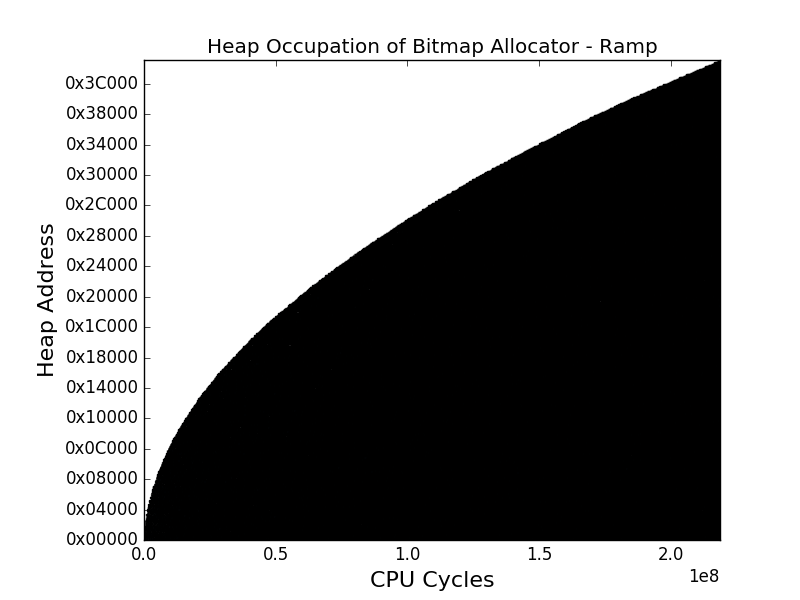 Heap Occupation of Bitmap Allocator - Ramp
Heap Address
0x3C000
0x38000
0x34000
0x30000
0x2C000
0x28000
0x24000
0x20000
0x1C000
0x18000
0x14000
0x10000
0x0C000
0x08000
0x04000
0x00000
0.0 0.5 1.0 1.5 2.0
1e8
CPU Cycles